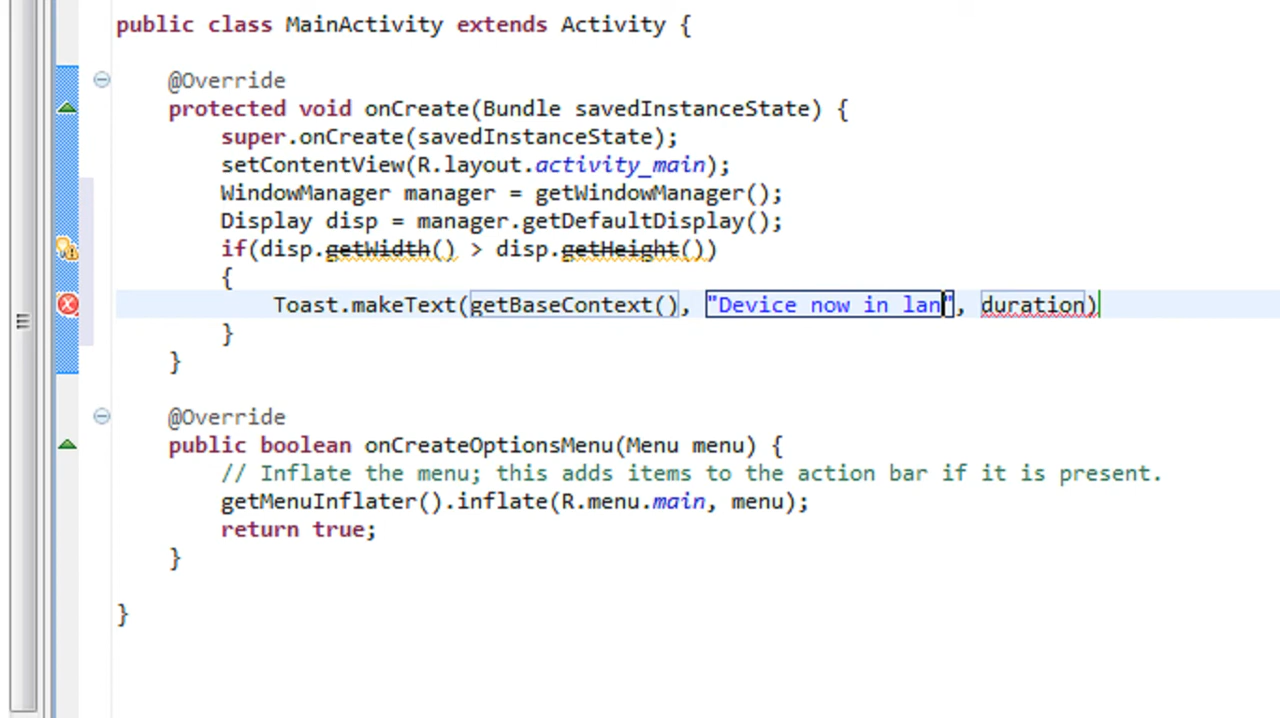 public class MainActivity extends Activity {
@Override
protected void onCreate(Bundle savedInstanceState) {
super.onCreate(savedInstanceState);
setContentView(R.layout.activity_main);
WindowManager manager = getWindowManager();
Display disp = manager.getDefaultDisplay();
if(disp.getWidth() > disp.getHeight())
{
Toast.makeText(getBaseContext(), "Device now in lan", duration)
}
}
@Override
public boolean onCreateOptionsMenu(Menu menu) {
// Inflate the menu; this adds items to the action bar if it is present.
getMenuInflater().inflate(R.menu.main, menu);
return true;
}
}